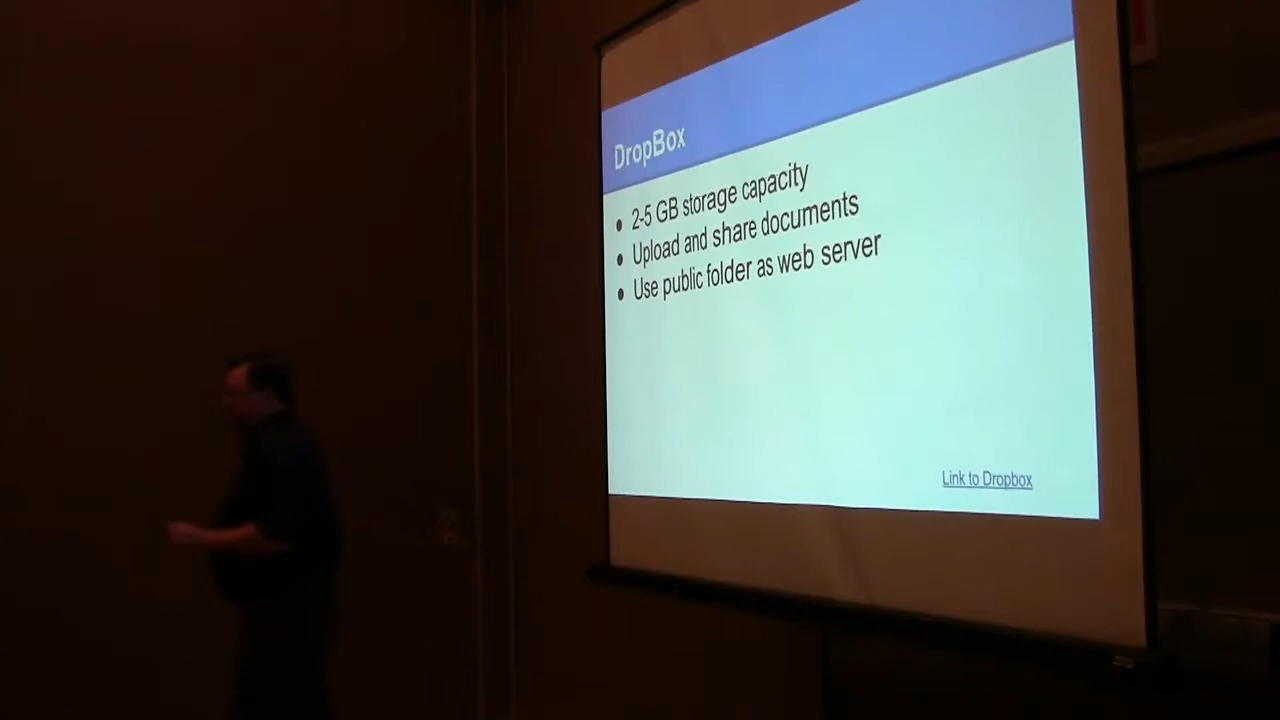 DropBox
● 2-5 GB storage capacity
● Upload and share documents
● Use public folder as web server
Link to Dropbox